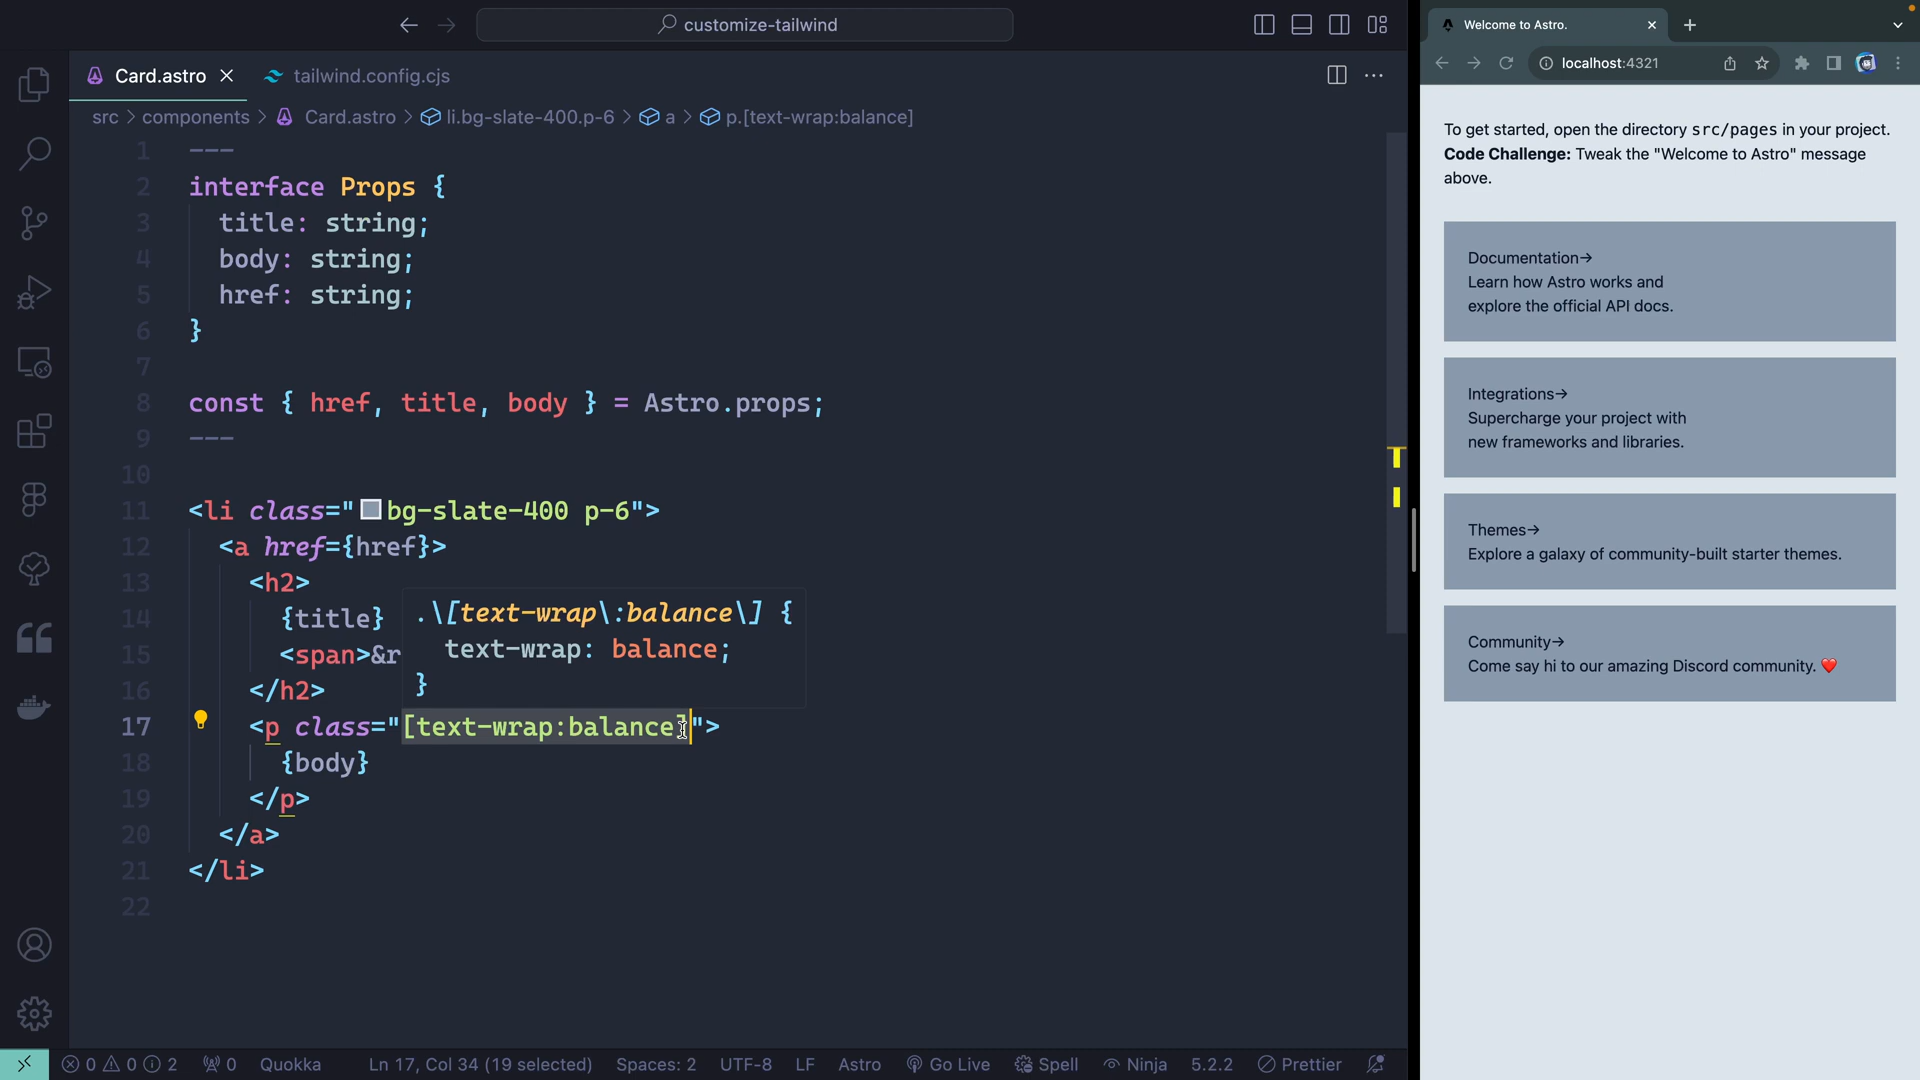 customize-tailwind
Card.astro
tailwind.config.cjs
src > components > Card.astro > li.bg-slate-400.p-6 > a > p.[text-wrap:balance]
1 ---
2 interface Props {
3 title: string;
4 body: string;
5 href: string;
6 }
7
8 const { href, title, body } = Astro.props;
9 ---
10
11 <li class="bg-slate-400 p-6">
12 <a href={href}>
13 <h2>
14 {title}
15 <span>&r
16 </h2>
.\[text-wrap\:balance\] {
text-wrap: balance;
}
17 <p class="[text-wrap:balance]">
18 {body}
19 </p>
20 </a>
21 </li>
22
0 0 2 0 Quokka Ln 17, Col 34 (19 selected) Spaces: 2 UTF-8 LF Astro Go Live Spell Ninja 5.2.2 Prettier
Welcome to Astro.
localhost:4321
To get started, open the directory src/pages in your project.
Code Challenge: Tweak the "Welcome to Astro" message
above.
Documentation→
Learn how Astro works and
explore the official API docs.
Integrations→
Supercharge your project with
new frameworks and libraries.
Themes→
Explore a galaxy of community-built starter themes.
Community→
Come say hi to our amazing Discord community. ❤️